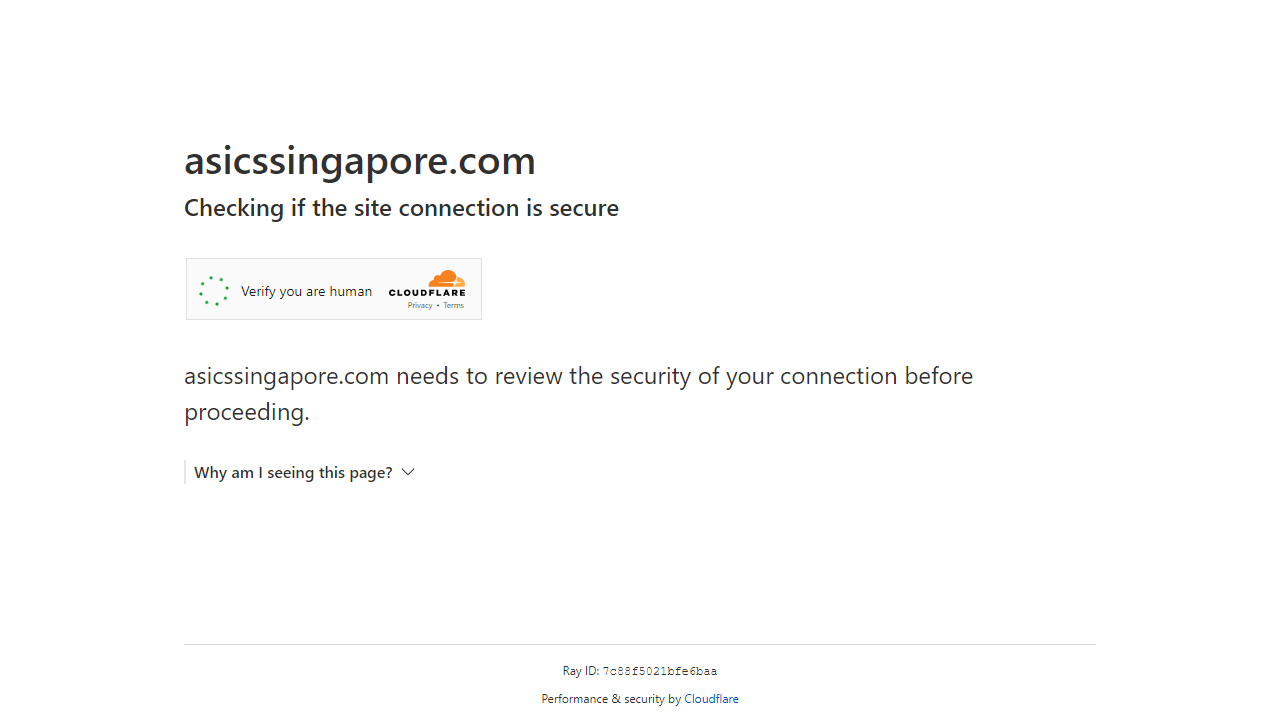 asicssingapore.com
Checking if the site connection is secure
Verify you are human
CLOUDFLARE
Privacy • Terms
asicssingapore.com needs to review the security of your connection before
proceeding.
Why am I seeing this page?
Ray ID: 7c88f5021bfe6baa
Performance & security by Cloudflare